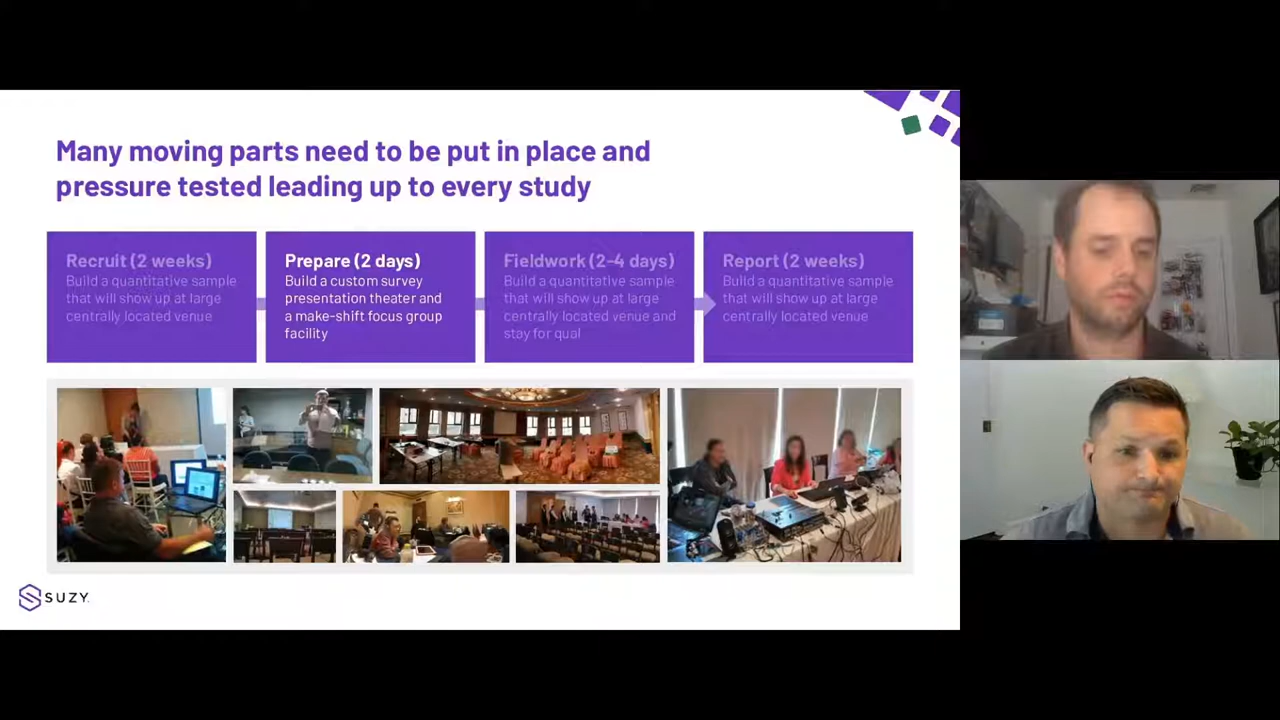 Many moving parts need to be put in place and
pressure tested leading up to every study
Recruit (2 weeks)
Build a quantitative sample
that will show up at large
centrally located venue
Prepare (2 days)
Build a custom survey
presentation theater and
a make-shift focus group
facility
Fieldwork (2-4 days)
Build a quantitative sample
that will show up at large
centrally located venue and
stay for qual
Report (2 weeks)
Build a quantitative sample
that will show up at large
centrally located venue
SUZY